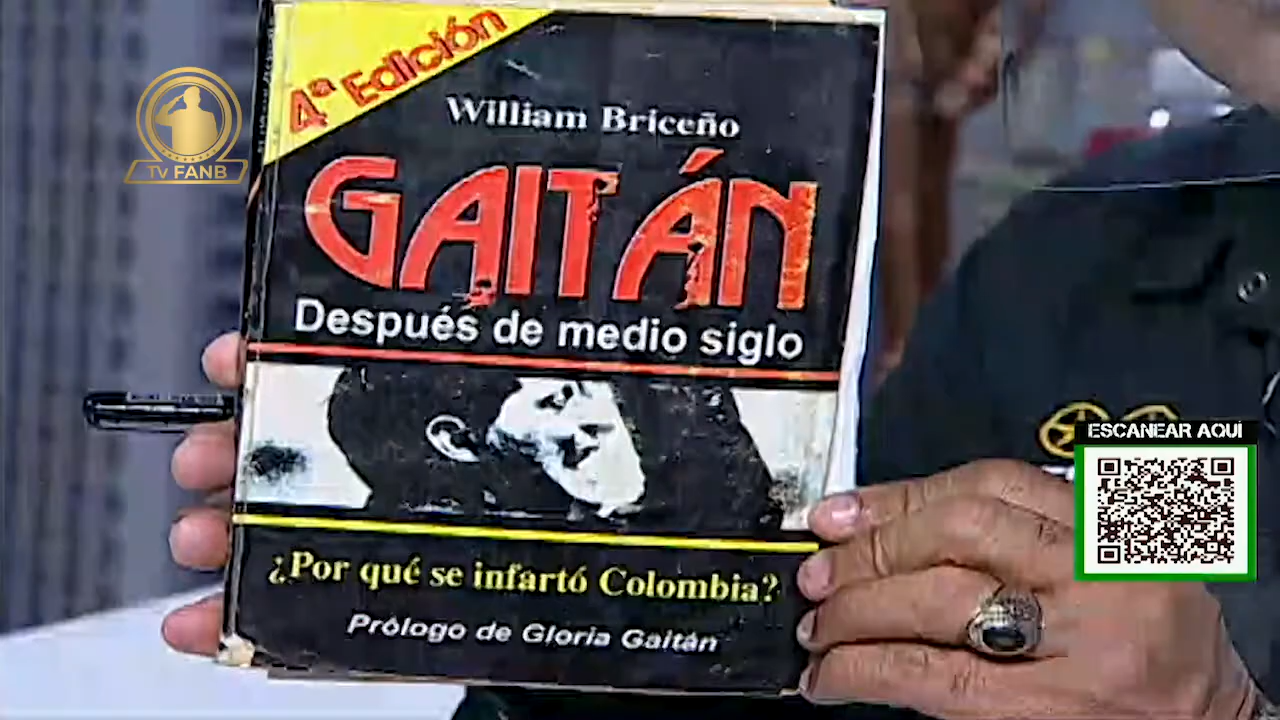 4ª Edición
William Briceño
GAITÁN
Después de medio siglo
¿Por qué se infartó Colombia?
Prólogo de Gloria Gaitán
TV FANB
ESCANEAR AQUÍ